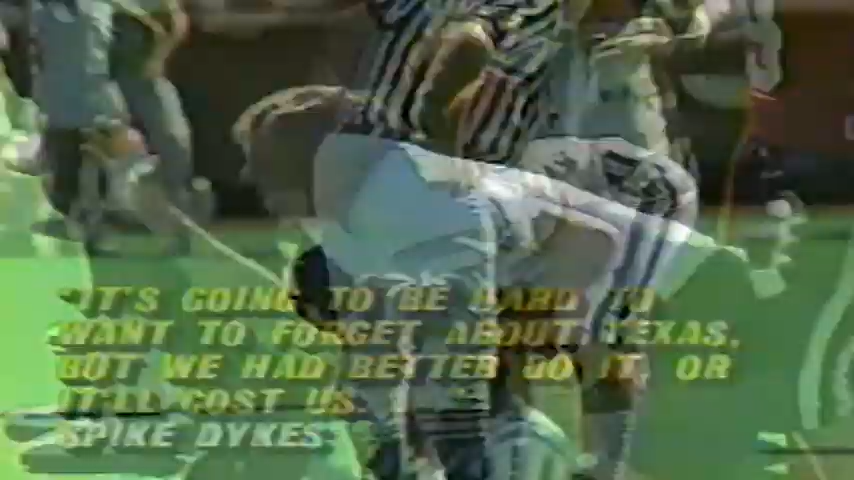 "IT'S GOING TO BE HARD TO
WANT TO FORGET ABOUT TEXAS,
BUT WE HAD BETTER DO IT, OR
IT'LL COST US.
SPIKE DYKES